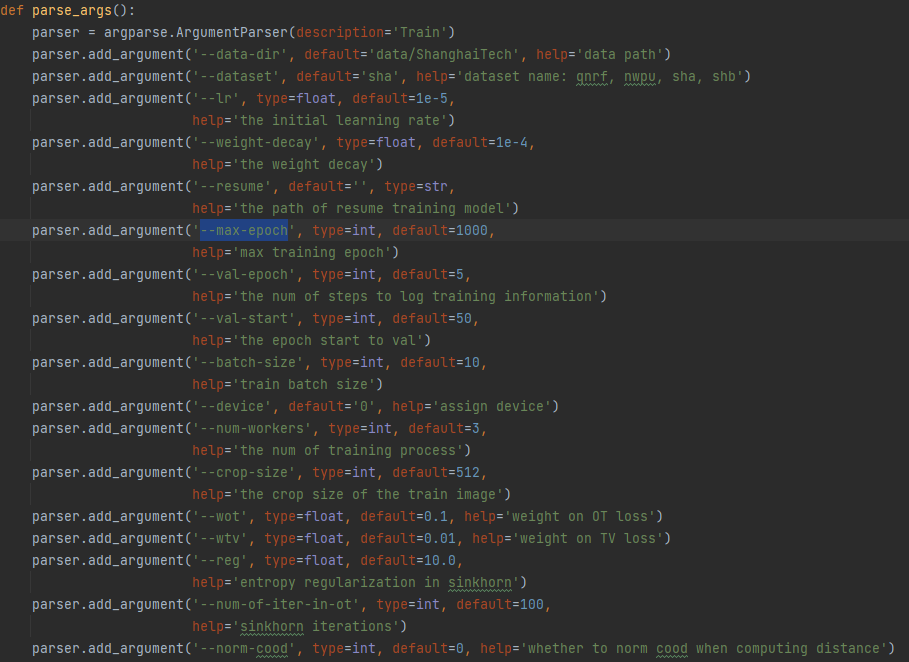 def parse_args():
    parser = argparse.ArgumentParser(description='Train')
    parser.add_argument('--data-dir', default='data/ShanghaiTech', help='data path')
    parser.add_argument('--dataset', default='sha', help='dataset name: qnrf, nwpu, sha, shb')
    parser.add_argument('--lr', type=float, default=1e-5,
                        help='the initial learning rate')
    parser.add_argument('--weight-decay', type=float, default=1e-4,
                        help='the weight decay')
    parser.add_argument('--resume', default='', type=str,
                        help='the path of resume training model')
    parser.add_argument('--max-epoch', type=int, default=1000,
                        help='max training epoch')
    parser.add_argument('--val-epoch', type=int, default=5,
                        help='the num of steps to log training information')
    parser.add_argument('--val-start', type=int, default=50,
                        help='the epoch start to val')
    parser.add_argument('--batch-size', type=int, default=10,
                        help='train batch size')
    parser.add_argument('--device', default='0', help='assign device')
    parser.add_argument('--num-workers', type=int, default=3,
                        help='the num of training process')
    parser.add_argument('--crop-size', type=int, default=512,
                        help='the crop size of the train image')
    parser.add_argument('--wot', type=float, default=0.1, help='weight on OT loss')
    parser.add_argument('--wtv', type=float, default=0.01, help='weight on TV loss')
    parser.add_argument('--reg', type=float, default=10.0,
                        help='entropy regularization in sinkhorn')
    parser.add_argument('--num-of-iter-in-ot', type=int, default=100,
                        help='sinkhorn iterations')
    parser.add_argument('--norm-cood', type=int, default=0, help='whether to norm cood when computing distance')